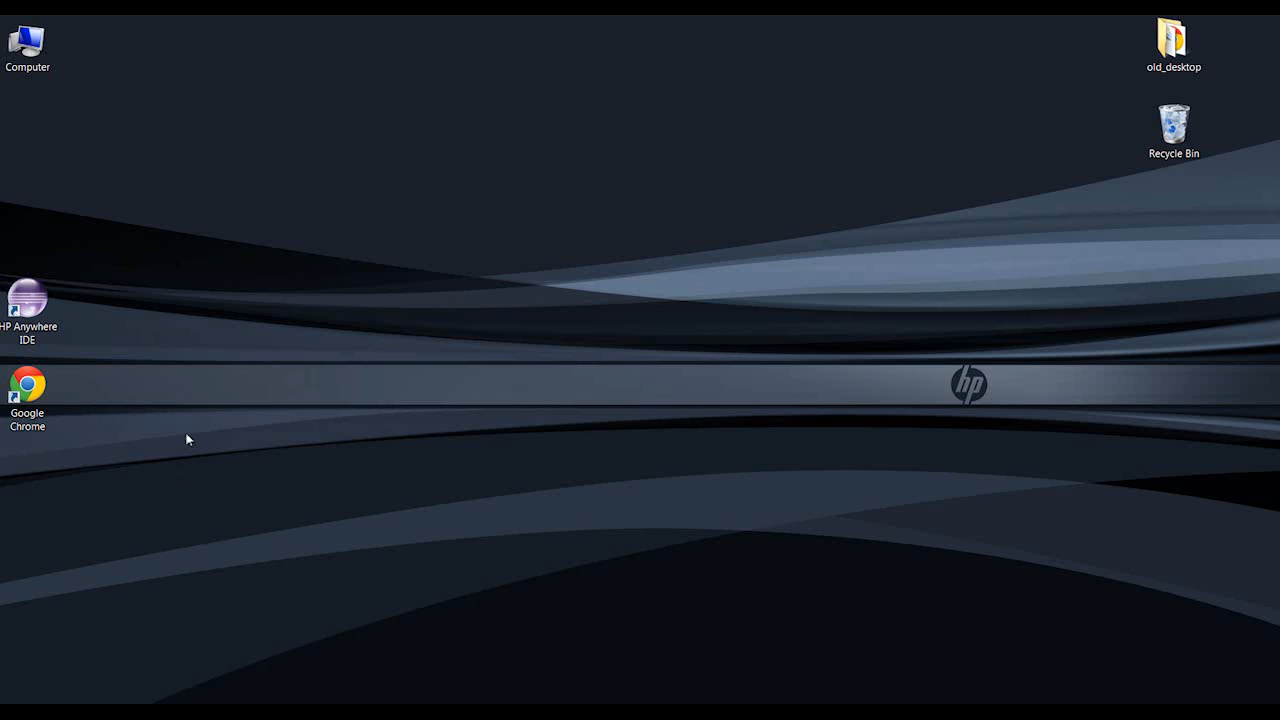 Computer
old_desktop
Recycle Bin
HP Anywhere
IDE
hp
Google
Chrome